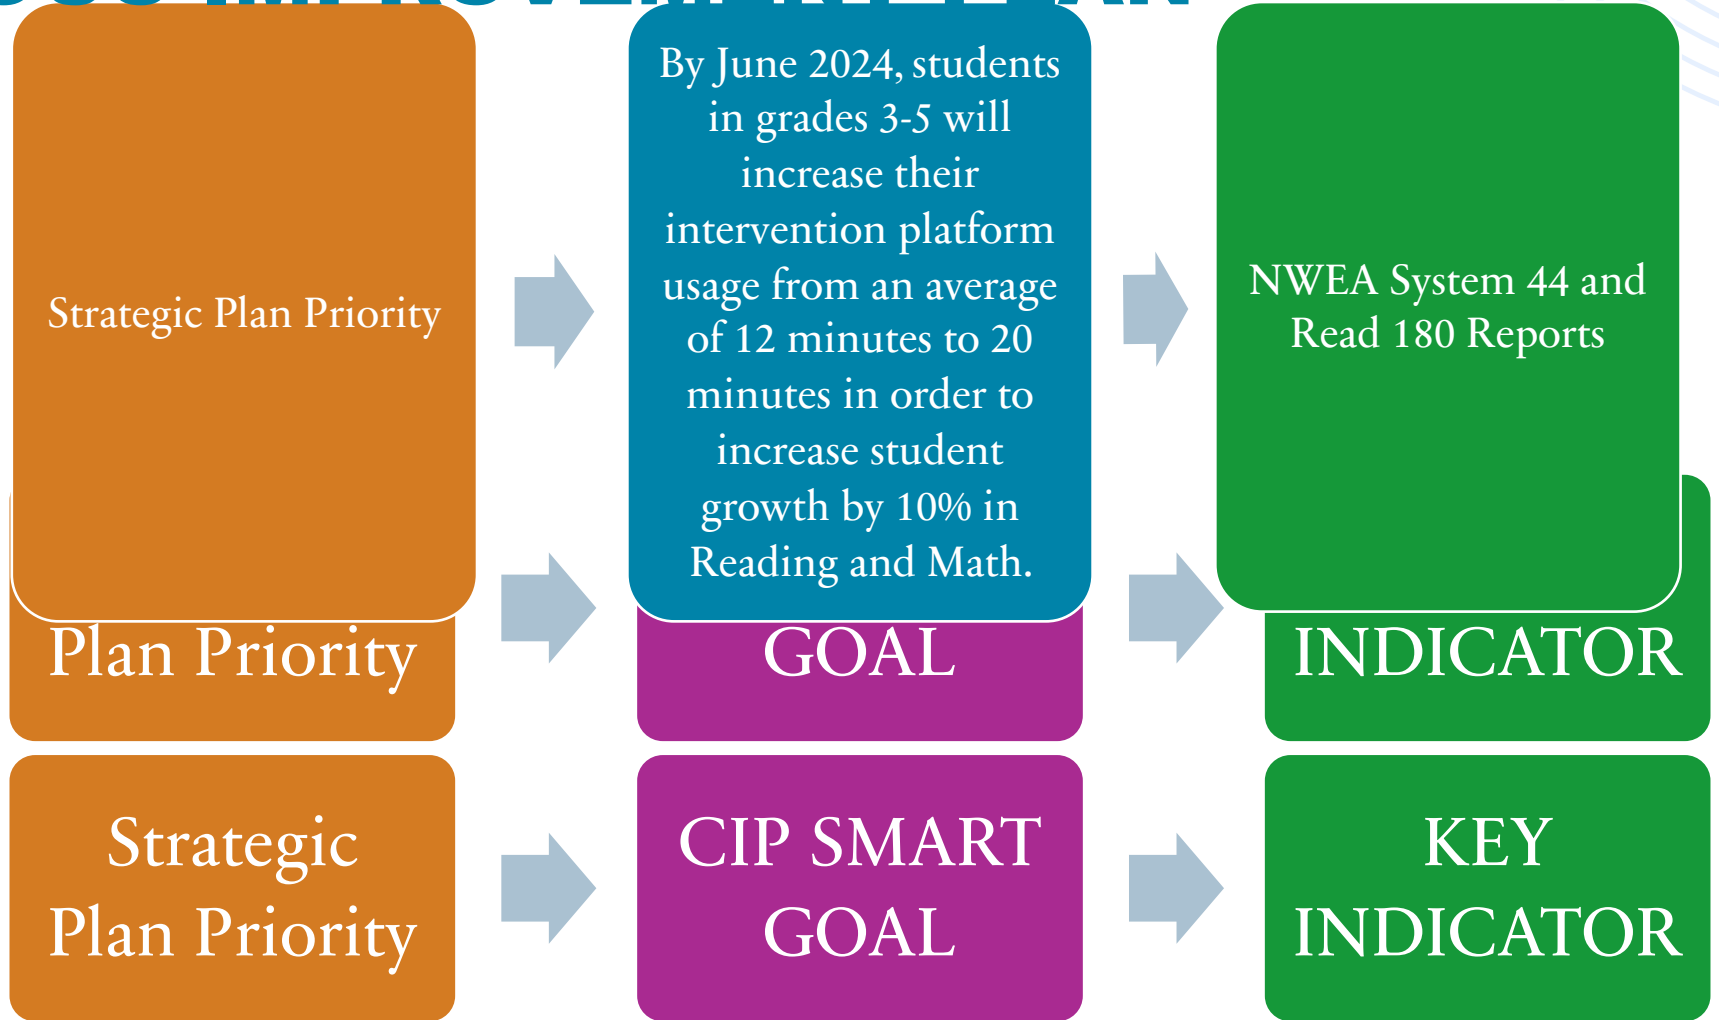 Strategic Plan Priority
By June 2024, students
in grades 3-5 will
increase their
intervention platform
usage from an average
of 12 minutes to 20
minutes in order to
increase student
growth by 10% in
Reading and Math.
NWEA System 44 and
Read 180 Reports
Plan Priority
GOAL
INDICATOR
Strategic
Plan Priority
CIP SMART
GOAL
KEY
INDICATOR